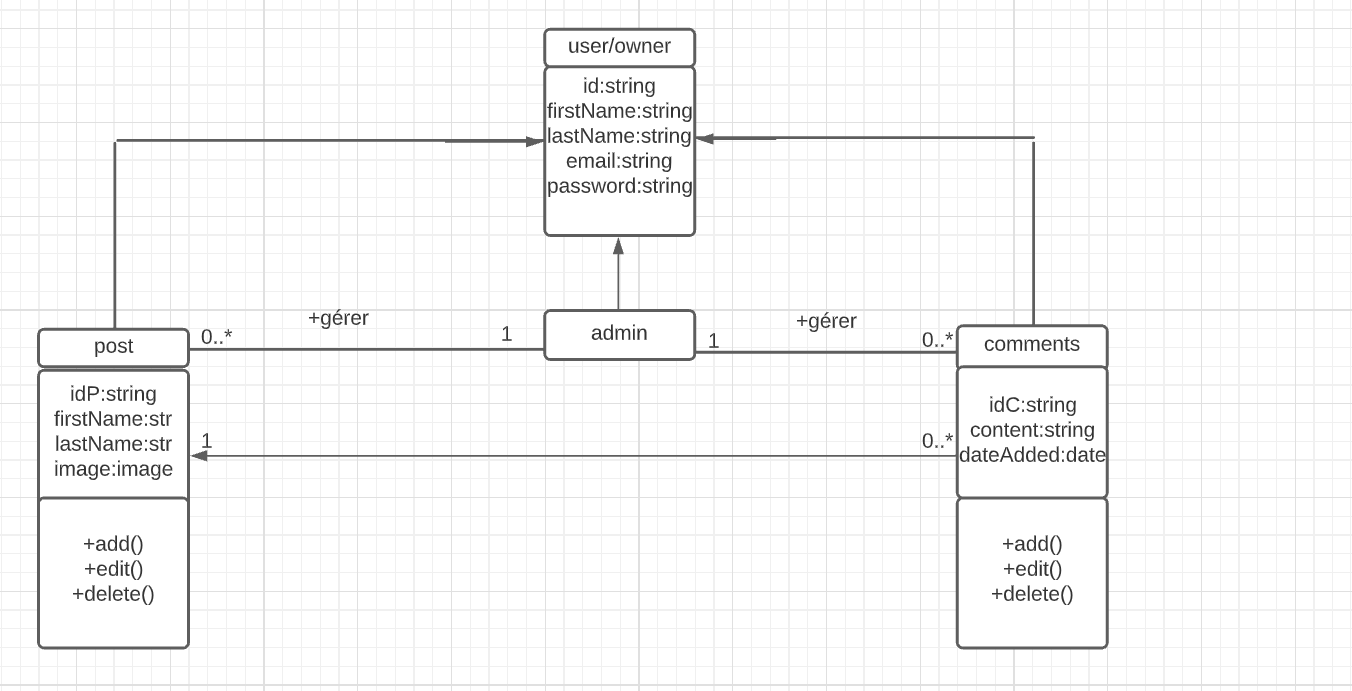 user/owner
id:string
firstName:string
lastName:string
email:string
password:string
+gérer
+gérer
0..*
1
admin
1
0..*
post
comments
idP:string
firstName:str
lastName:str
image:image
idC:string
content:string
dateAdded:date
1
0..*
+add()
+edit()
+delete()
+add()
+edit()
+delete()